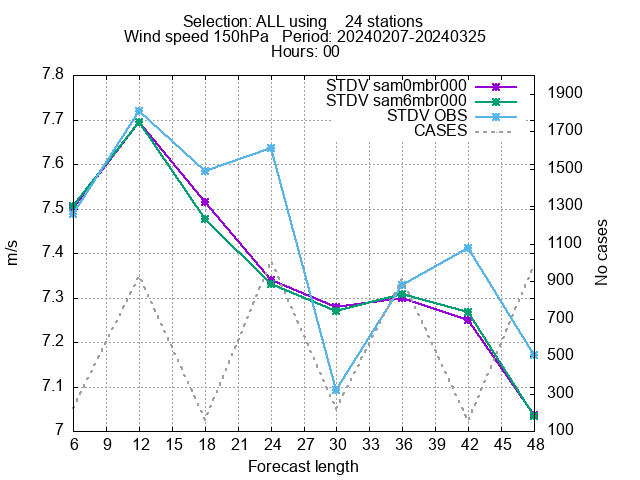 Selection: ALL using    24 stations
Wind speed 150hPa   Period: 20240207-20240325
Hours: 00
STDV sam0mbr000
STDV sam6mbr000
STDV OBS
CASES
7.8
7.7
7.6
7.5
7.4
7.3
7.2
7.1
7
m/s
1900
1700
1500
1300
1100
900
700
500
300
100
No cases
6 12 15 18 21 24 27 30 33 36 39 42 45 48
Forecast length